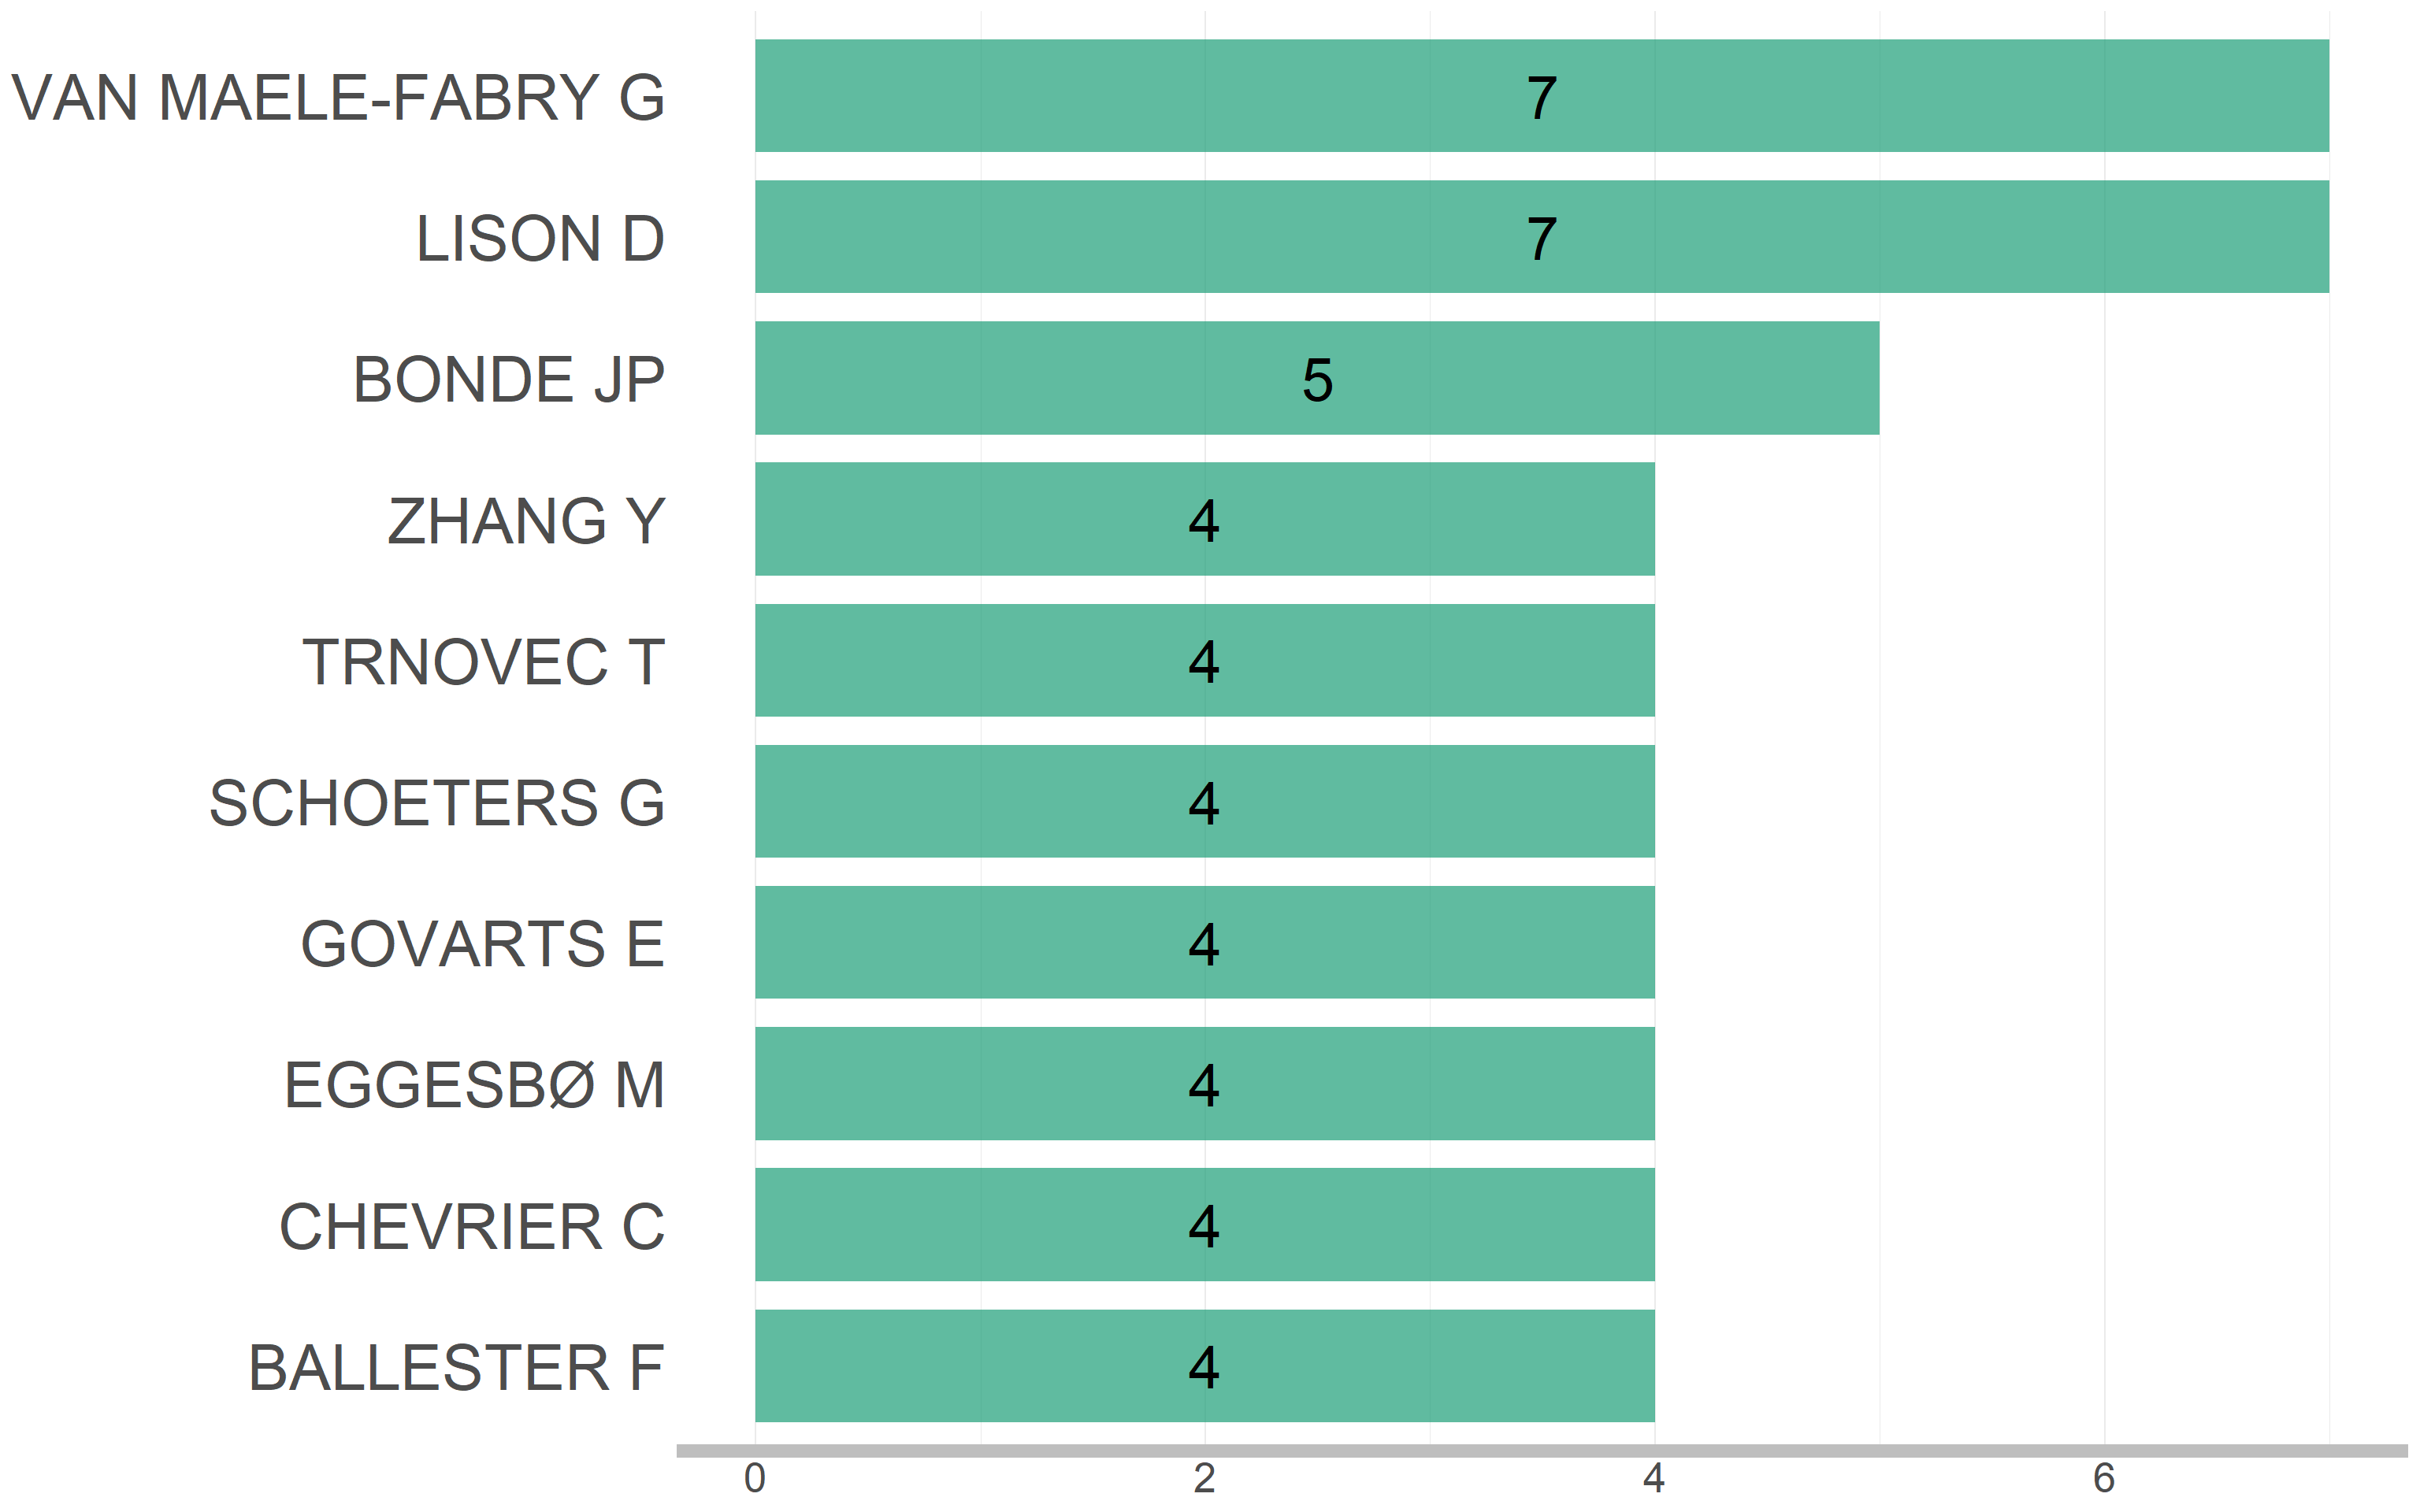 VAN MAELE-FABRY G 7
LISON D 7
BONDE JP 5
ZHANG Y 4
TRNOVEC T 4
SCHOETERS G 4
GOVARTS E 4
EGGESBØ M 4
CHEVRIER C 4
BALLESTER F 4
0 2 4 6